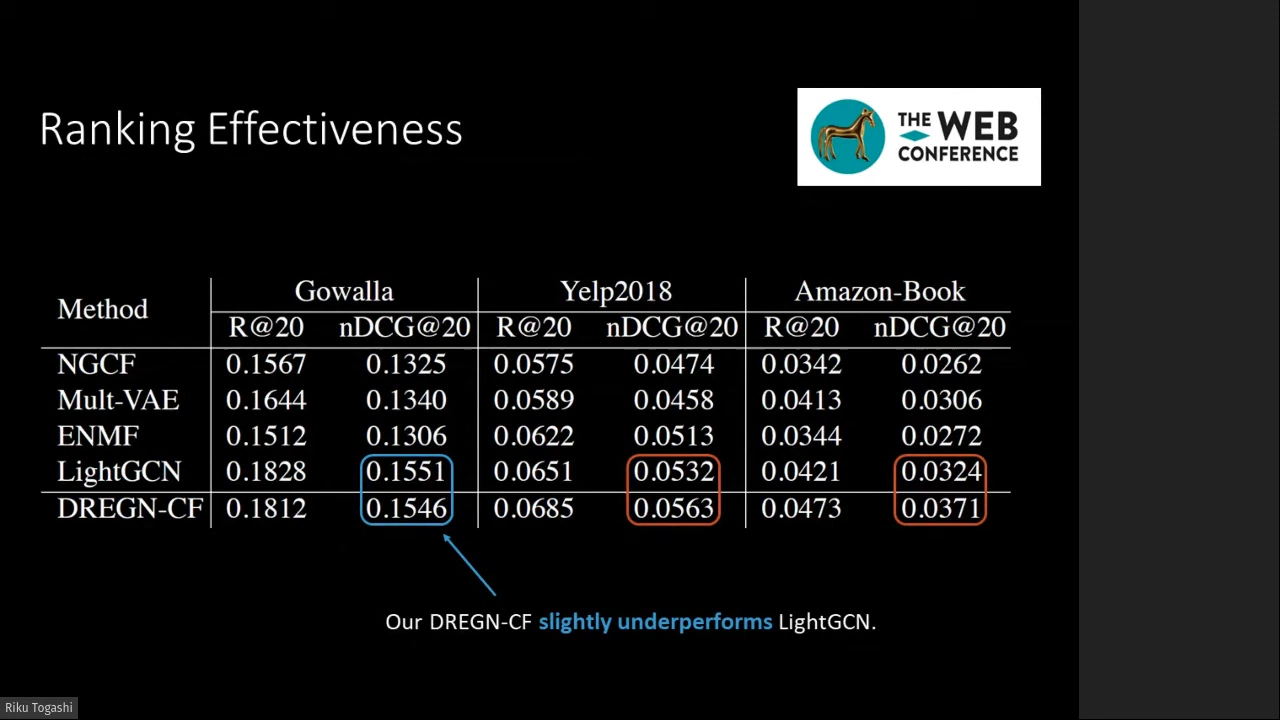 Ranking Effectiveness
THE WEB
CONFERENCE
Method Gowalla Yelp2018 Amazon-Book
R@20 nDCG@20 R@20 nDCG@20 R@20 nDCG@20
NGCF 0.1567 0.1325 0.0575 0.0474 0.0342 0.0262
Mult-VAE 0.1644 0.1340 0.0589 0.0458 0.0413 0.0306
ENMF 0.1512 0.1306 0.0622 0.0513 0.0344 0.0272
LightGCN 0.1828 0.1551 0.0651 0.0532 0.0421 0.0324
DREGN-CF 0.1812 0.1546 0.0685 0.0563 0.0473 0.0371
Our DREGN-CF slightly underperforms LightGCN.
Riku Togashi